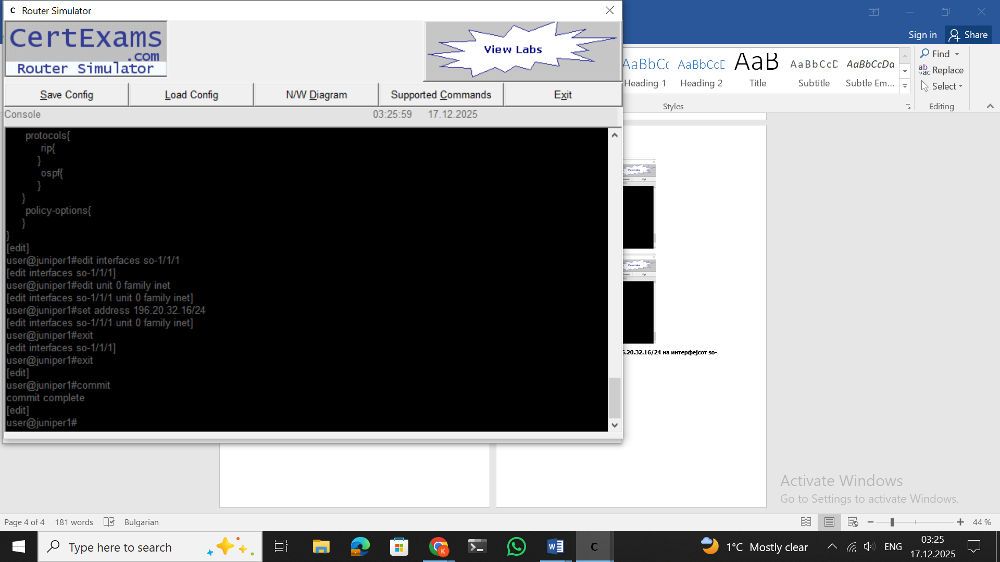 C Router Simulator
CertExams
.com
Router Simulator
View Labs
Save Config
Load Config
N/W Diagram
Supported Commands
Exit
Console
03:25:59
17.12.2025
protocols{
rip{
}
ospf{
}
}
policy-options{
}
}
[edit]
user@juniper1#edit interfaces so-1/1/1
[edit interfaces so-1/1/1]
user@juniper1#edit unit 0 family inet
[edit interfaces so-1/1/1 unit 0 family inet]
user@juniper1#set address 196.20.32.16/24
[edit interfaces so-1/1/1 unit 0 family inet]
user@juniper1#exit
[edit interfaces so-1/1/1]
user@juniper1#exit
[edit]
user@juniper1#commit
commit complete
[edit]
user@juniper1#
Sign in
Share
AaBbCc
AaBbCcD
AaB
AaBbCcD
AaBbCcDd
Heading 1
Heading 2
Title
Subtitle
Subtle Em...
Styles
Find
Replace
Select
Editing
View Labs
Exit
View Labs
Exit
.20.32.16/24 на интерфејсот so-
Activate Windows
Go to Settings to activate Windows.
Page 4 of 4
181 words
Bulgarian
44 %
Type here to search
K
C
1°C Mostly clear
ENG
03:25
17.12.2025